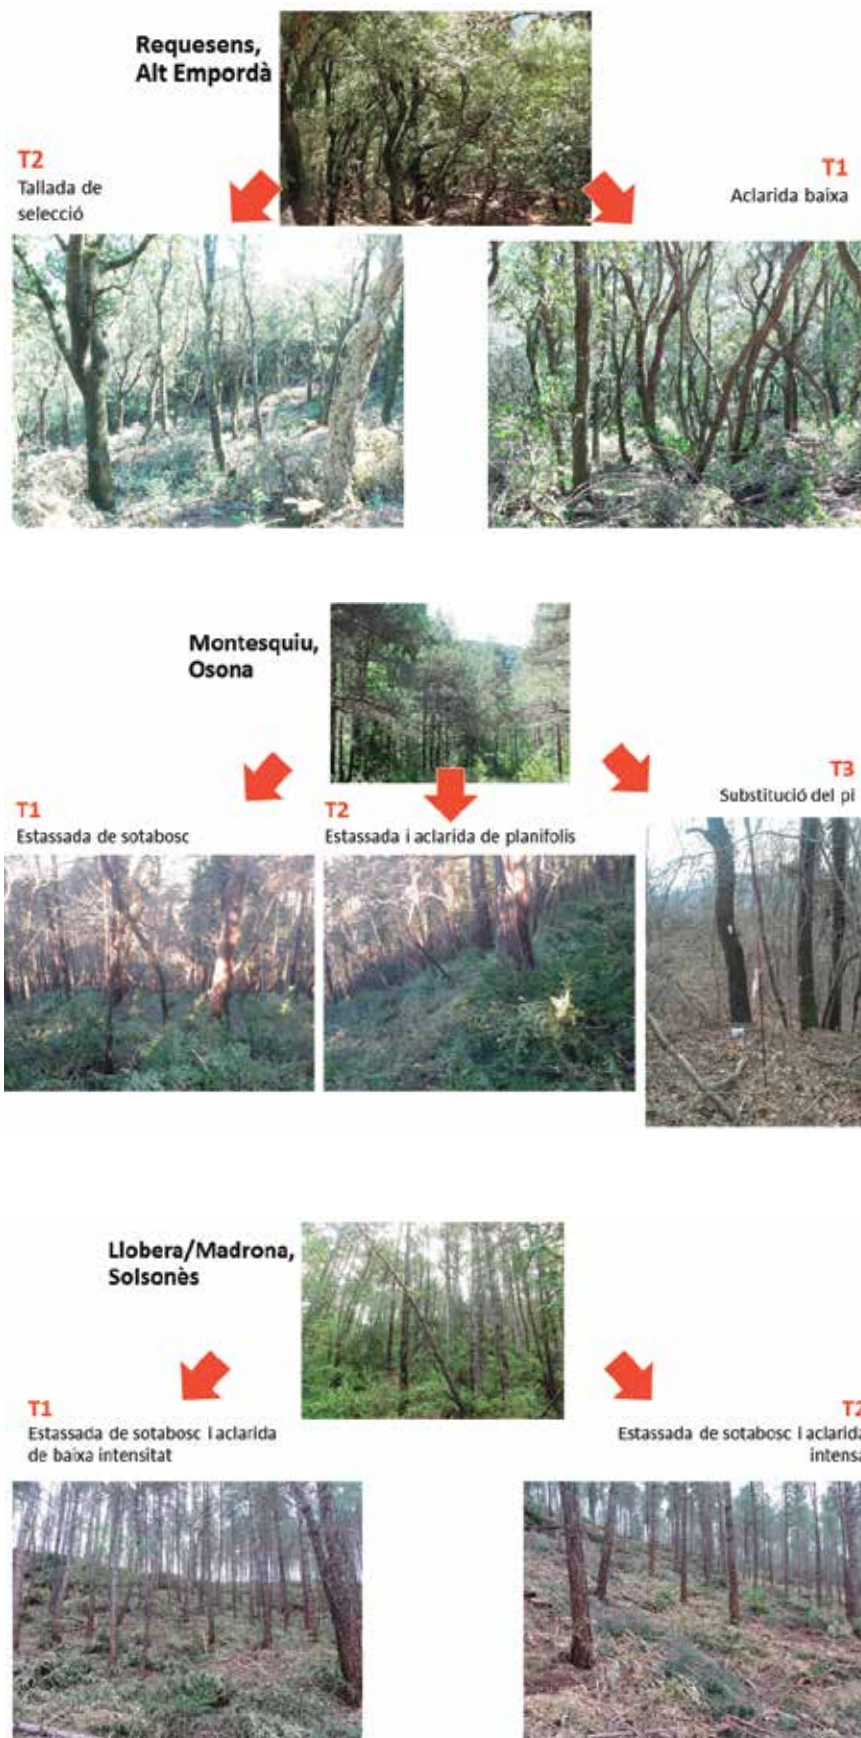 Requesens,
Alt Empordà
T2
Tallada de
selecció
T1
Aclarida baixa
Montesquiu,
Osona
T1
Estassada de sotabosc
T2
Estassada i aclarida de planifolis
T3
Substitució del pi
Llobera/Madrona,
Solsonès
T1
Estassada de sotabosc i aclarida
de baixa intensitat
T2
Estassada de sotabosc i aclarida
intensa